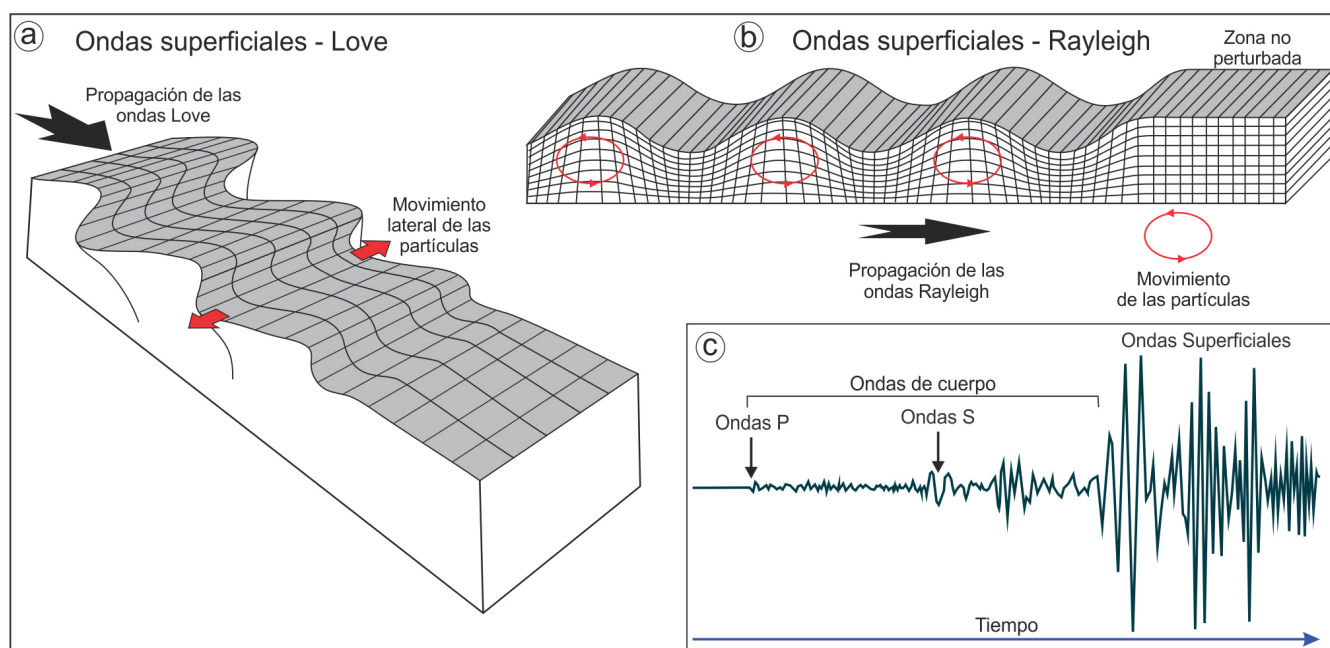 a
Ondas superficiales - Love
Propagación de las
ondas Love
Movimiento
lateral de las
partículas
b
Ondas superficiales - Rayleigh
Zona no
perturbada
Propagación de las
ondas Rayleigh
Movimiento
de las partículas
c
Ondas Superficiales
Ondas de cuerpo
Ondas P
Ondas S
Tiempo